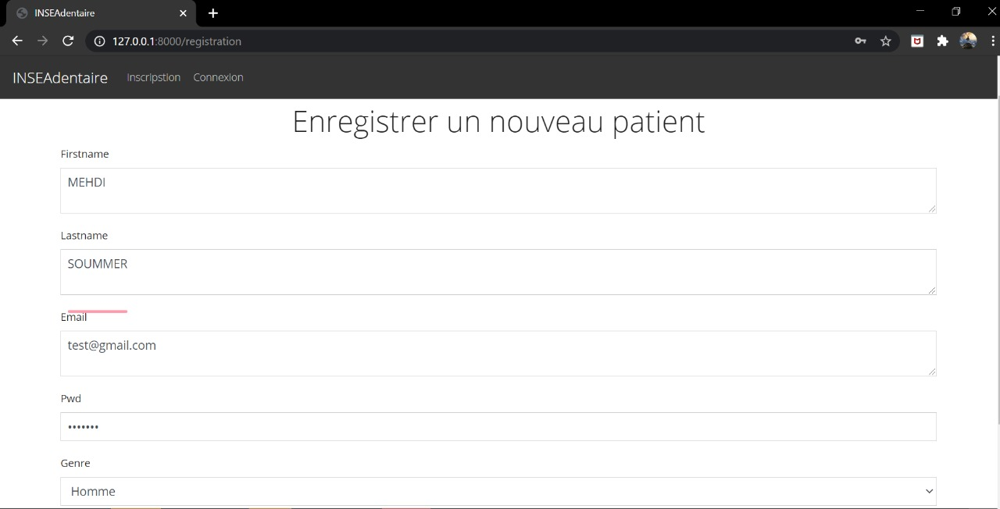 INSEAdentaire
127.0.0.1:8000/registration
INSEAdentaire Inscripstion Connexion
Enregistrer un nouveau patient
Firstname
MEHDI
Lastname
SOUMMER
Email
test@gmail.com
Pwd
•••••••
Genre
Homme